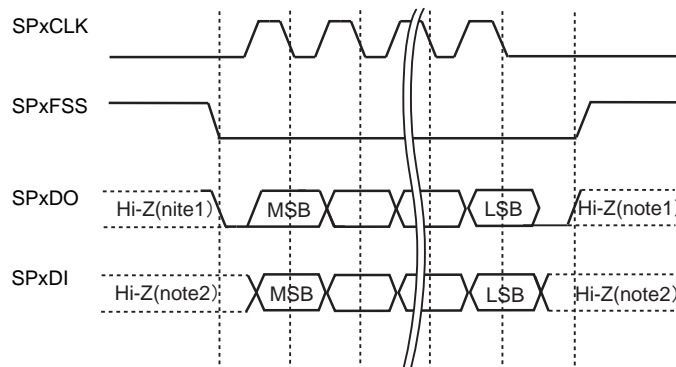 SPxCLK
SPxFSS
SPxDO
Hi-Z(nite1)
MSB
LSB
Hi-Z(note1)
SPxDI
Hi-Z(note2)
MSB
LSB
Hi-Z(note2)